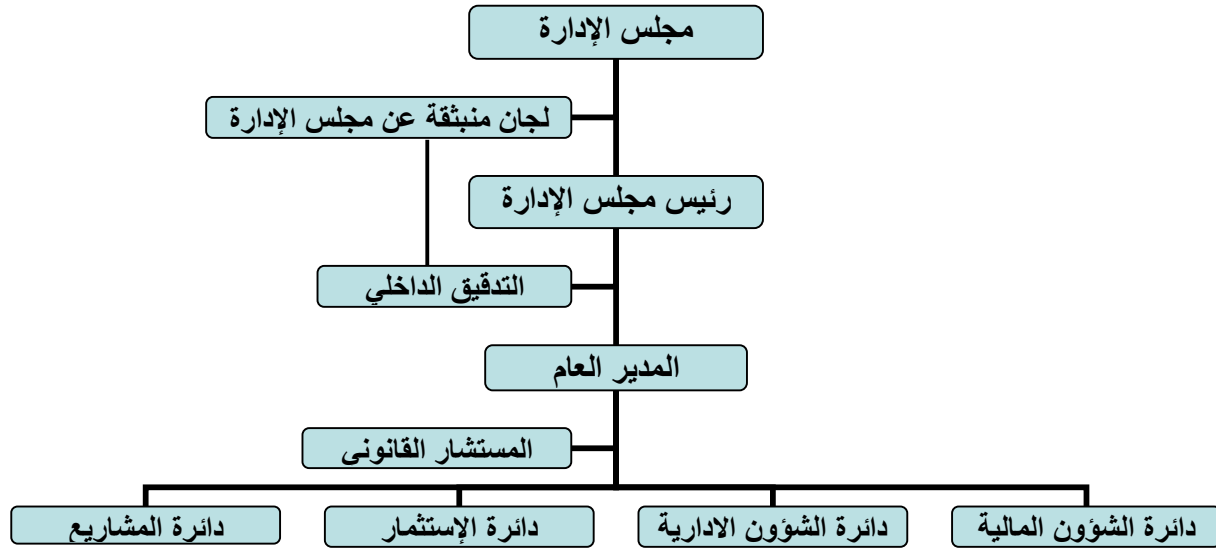 مجلس الإدارة
لجان منبثقة عن مجلس الإدارة
رئيس مجلس الإدارة
التدقيق الداخلي
المدير العام
المستشار القانوني
دائرة الشؤون المالية
دائرة الشؤون الادارية
دائرة الإستثمار
دائرة المشاريع